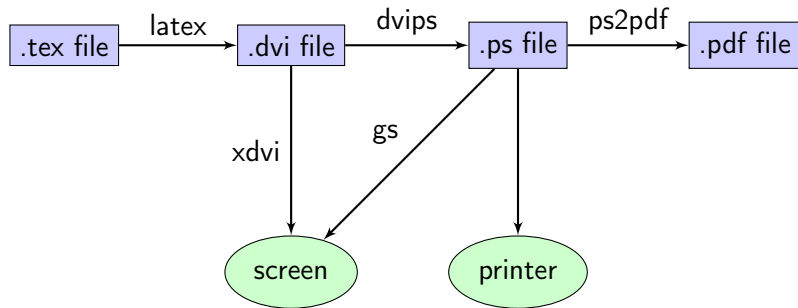 latex
dvips
ps2pdf
.tex file
.dvi file
.ps file
.pdf file
xdvi
gs
screen
printer